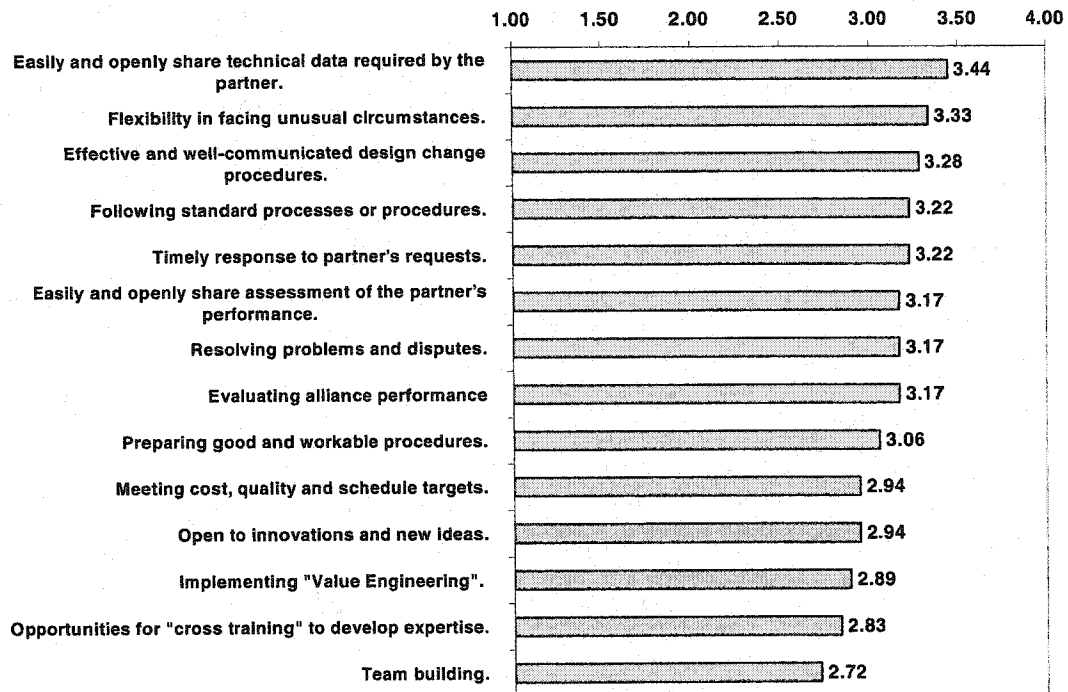 1.00 1.50 2.00 2.50 3.00 3.50 4.00
Easily and openly share technical data required by the
partner.
3.44
Flexibility in facing unusual circumstances.
3.33
Effective and well-communicated design change
procedures.
3.28
Following standard processes or procedures.
3.22
Timely response to partner's requests.
3.22
Easily and openly share assessment of the partner's
performance.
3.17
Resolving problems and disputes.
3.17
Evaluating alliance performance
3.17
Preparing good and workable procedures.
3.06
Meeting cost, quality and schedule targets.
2.94
Open to innovations and new ideas.
2.94
Implementing "Value Engineering".
2.89
Opportunities for "cross training" to develop expertise.
2.83
Team building.
2.72